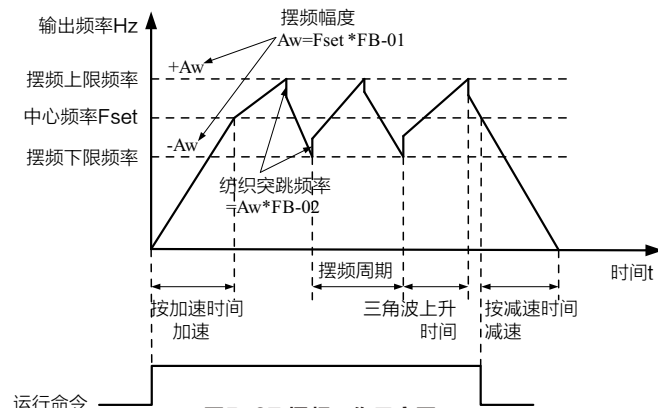 输出频率Hz
摆频幅度
Aw=Fset *FB-01
+Aw
摆频上限频率
中心频率Fset
-Aw
摆频下限频率
纺织突跳频率
=Aw*FB-02
摆频周期
时间t
按加速时间
加速
三角波上升
时间
按减速时间
减速
运行命令